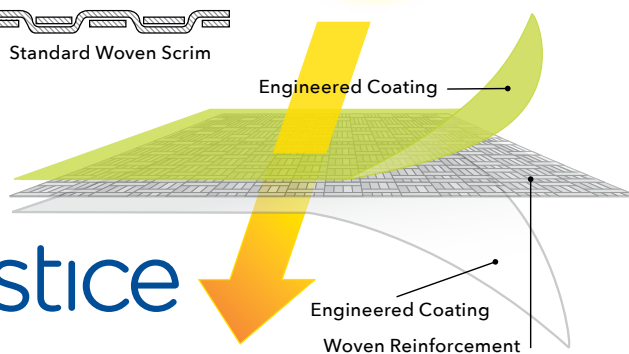 Standard Woven Scrim
Engineered Coating
stice
Engineered Coating
Woven Reinforcement